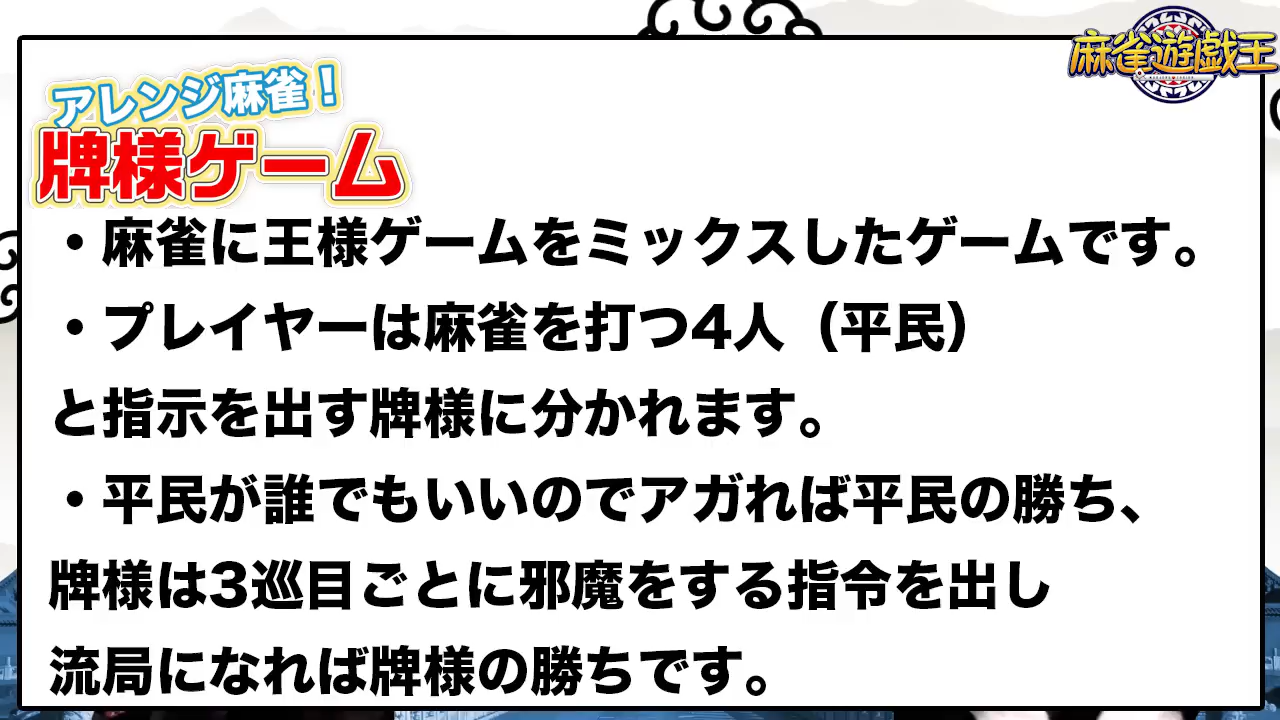 麻雀遊戯王
アレンジ麻雀！
牌様ゲーム
・麻雀に王様ゲームをミックスしたゲームです。
・プレイヤーは麻雀を打つ4人（平民）
と指示を出す牌様に分かれます。
・平民が誰でもいいのでアガれば平民の勝ち、
牌様は3巡目ごとに邪魔をする指令を出し
流局になれば牌様の勝ちです。